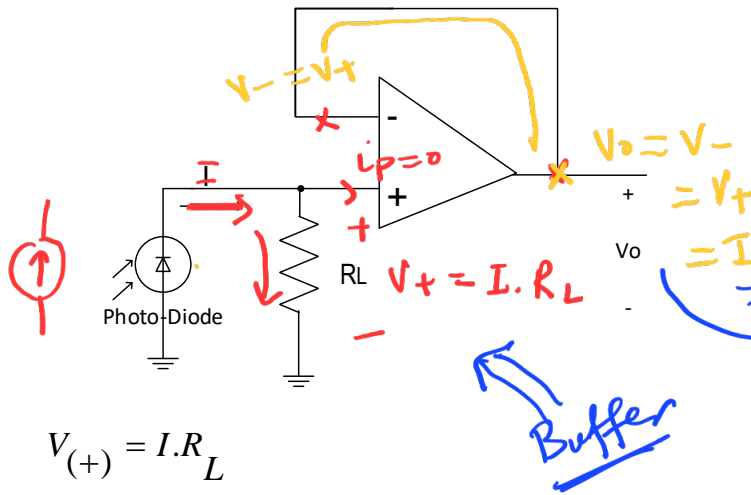 V- = V+
-
ip=0
I
I
+
+
Vo = V-
= V+
= I
+
Vo
-
RL
V+ = I.RL
-
Photo-Diode
Buffer
V(+) = I.RL